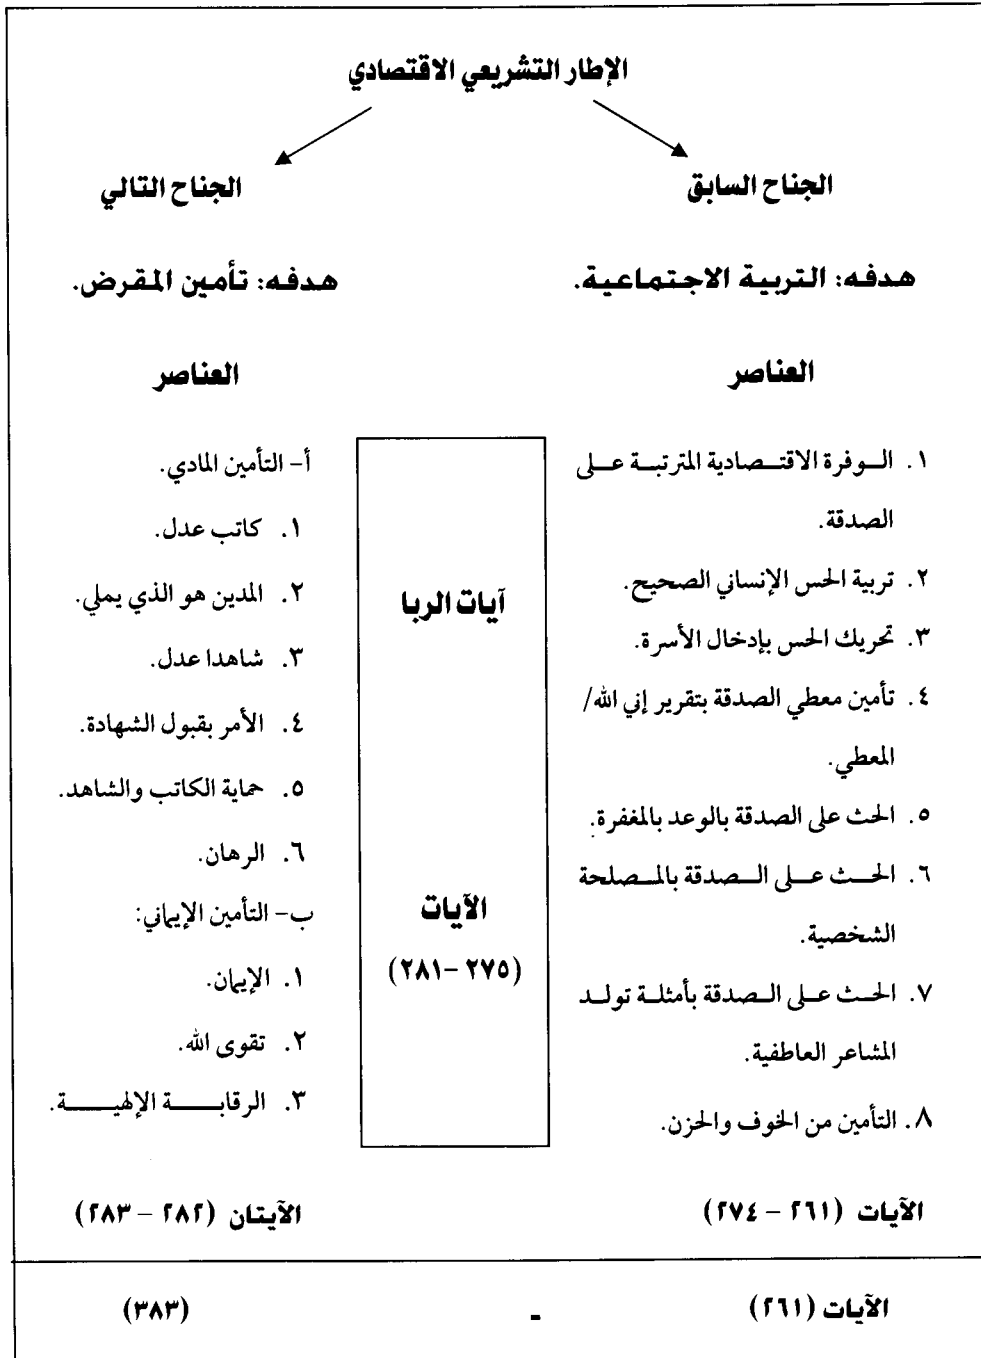 الإطار التشريعي الاقتصادي
الجناح السابق
الجناح التالي
هدفه: التربية الاجتماعية.
هدفه: تأمين المقرض.
العناصر
العناصر
١. الوفرة الاقتصادية المترتبة على
الصدقة.
٢. تربية الحس الإنساني الصحيح.
٣. تحريك الحس بإدخال الأسرة.
٤. تأمين معطي الصدقة بتقرير إني الله/
المعطي.
٥. الحث على الصدقة بالوعد بالمغفرة.
٦. الحث على الصدقة بالمصلحة
الشخصية.
٧. الحث على الصدقة بأمثلة تولد
المشاعر العاطفية.
٨. التأمين من الخوف والحزن.
الآيات (٢٦١ – ٢٧٤)
آيات الربا
الآيات
(٢٧٥ – ٢٨١)
أ– التأمين المادي.
١. كاتب عدل.
٢. المدين هو الذي يملي.
٣. شاهدا عدل.
٤. الأمر بقبول الشهادة.
٥. حماية الكاتب والشاهد.
٦. الرهان.
ب– التأمين الإيماني:
١. الإيمان.
٢. تقوى الله.
٣. الرقابة الإلهية.
الآيتان (٢٨٢ – ٢٨٣)
الآيات (٢٦١) - (٣٨٣)